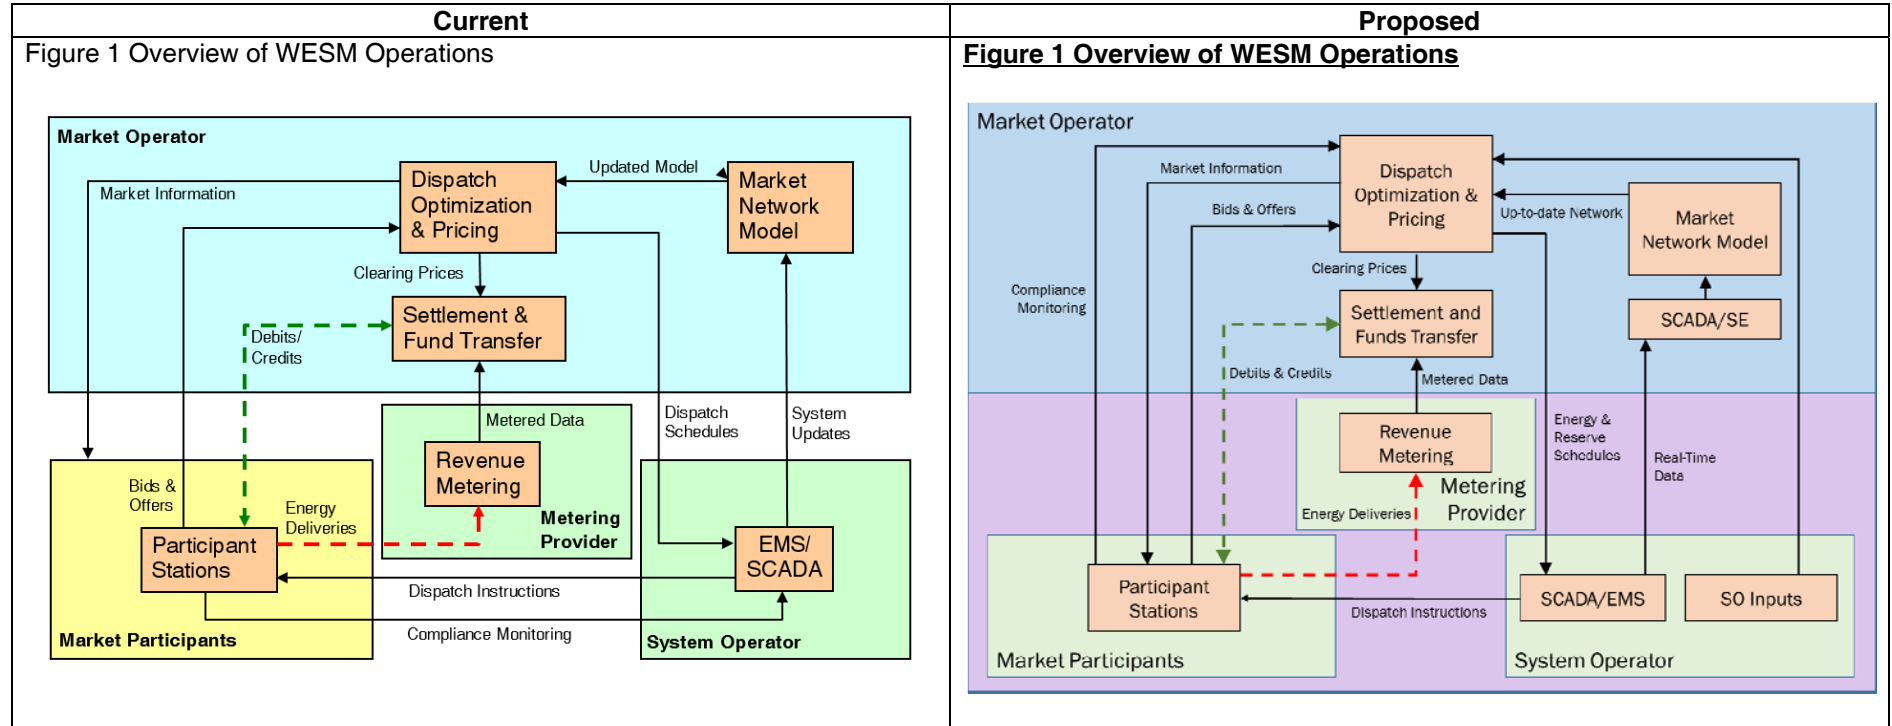 Current
Proposed
Figure 1 Overview of WESM Operations
Market Operator
Updated Model
Market Information
Dispatch
Optimization
& Pricing
Market
Network
Model
Clearing Prices
Settlement &
Fund Transfer
Debits/
Credits
Metered Data
Dispatch
Schedules
System
Updates
Revenue
Metering
Metering
Provider
Bids &
Offers
Energy
Deliveries
Participant
Stations
EMS/
SCADA
Dispatch Instructions
Compliance Monitoring
Market Participants
System Operator
Figure 1 Overview of WESM Operations
Market Operator
Market Information
Dispatch
Optimization &
Pricing
Bids & Offers
Up-to-date Network
Market
Network Model
Clearing Prices
Compliance
Monitoring
Settlement and
Funds Transfer
SCADA/SE
Debits & Credits
Metered Data
Revenue
Metering
Energy &
Reserve
Schedules
Real-Time
Data
Metering
Provider
Energy Deliveries
Participant
Stations
Dispatch Instructions
SCADA/EMS
SO Inputs
Market Participants
System Operator